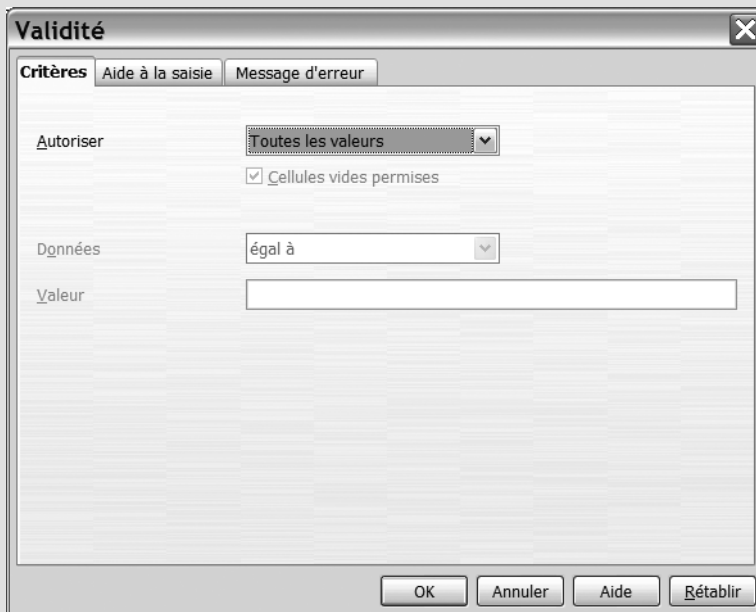 Validité
Critères Aide à la saisie Message d'erreur
Autoriser Toutes les valeurs
Cellules vides permises
Données égal à
Valeur
OK Annuler Aide Rétablir